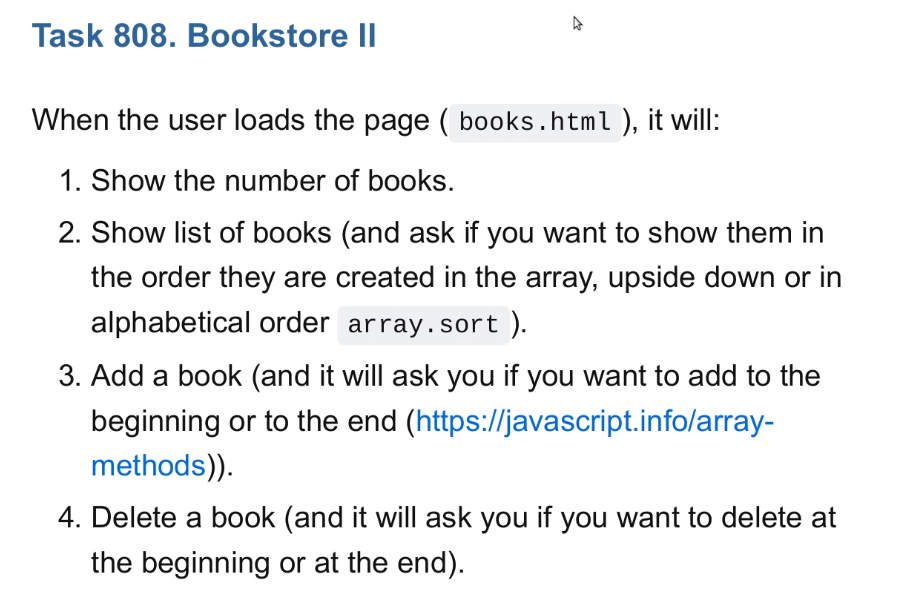 Task 808. Bookstore II
When the user loads the page ( books.html ), it will:
1. Show the number of books.
2. Show list of books (and ask if you want to show them in
the order they are created in the array, upside down or in
alphabetical order array.sort ).
3. Add a book (and it will ask you if you want to add to the
beginning or to the end (https://javascript.info/array-
methods)).
4. Delete a book (and it will ask you if you want to delete at
the beginning or at the end).